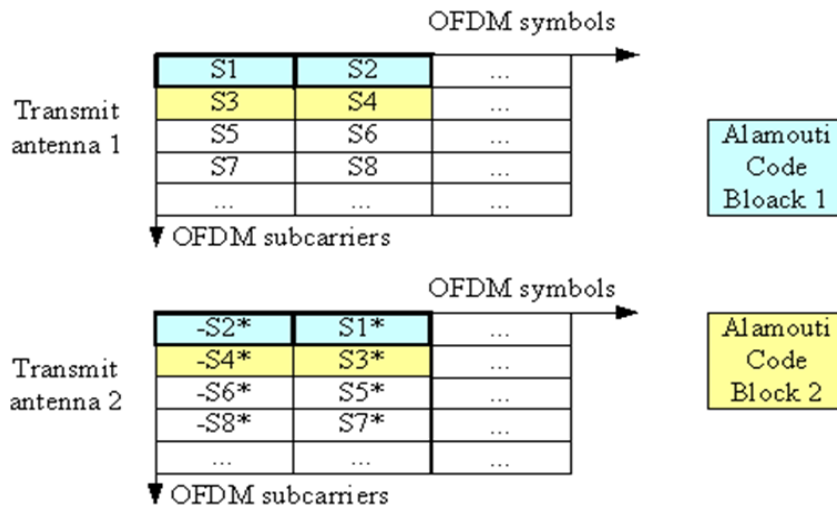 OFDM symbols
S1 S2 ...
S3 S4 ...
S5 S6 ...
S7 S8 ...
... ... ...
Transmit
antenna 1
OFDM subcarriers
Alamouti
Code
Bloack 1
OFDM symbols
-S2* S1* ...
-S4* S3* ...
-S6* S5* ...
-S8* S7* ...
... ... ...
Transmit
antenna 2
OFDM subcarriers
Alamouti
Code
Block 2